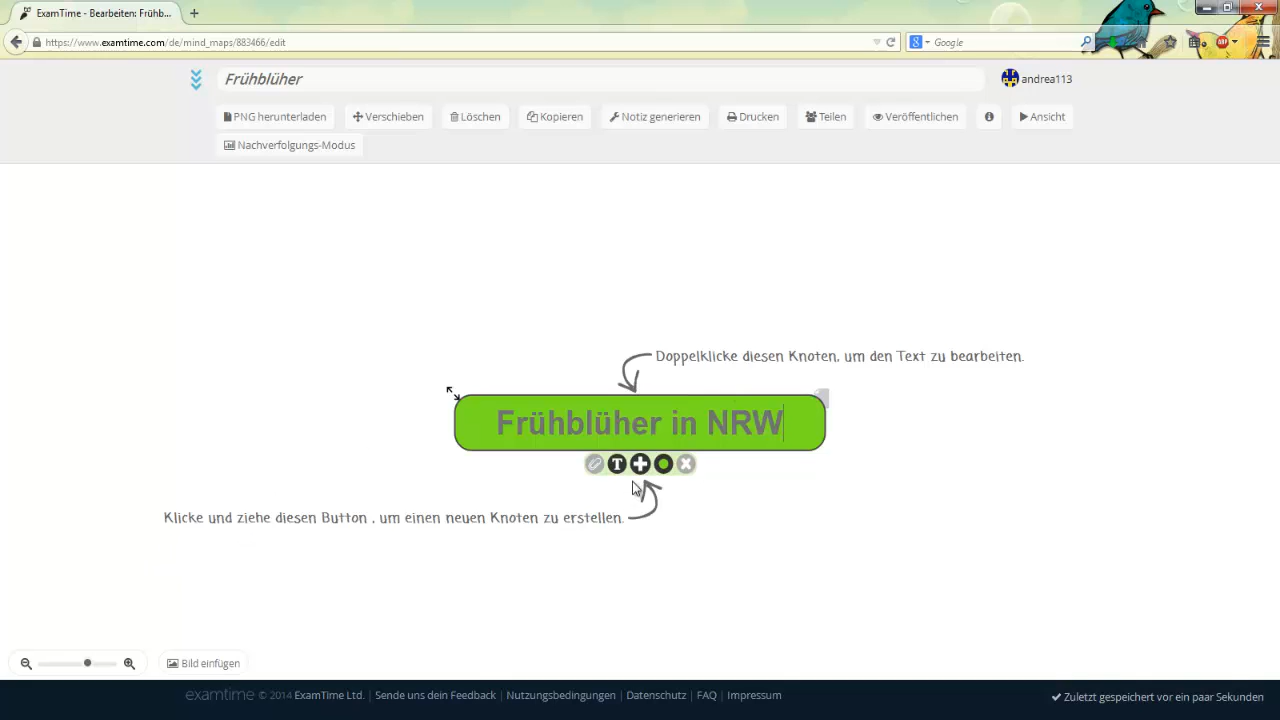 ExamTime - Bearbeiten: Frühb...
https://www.examtime.com/de/mind_maps/883466/edit
Google
Frühblüher
andrea113
PNG herunterladen
Verschieben
Löschen
Kopieren
Notiz generieren
Drucken
Teilen
Veröffentlichen
Ansicht
Nachverfolgungs-Modus
Doppelklicke diesen Knoten, um den Text zu bearbeiten.
Frühblüher in NRW
T
Klicke und ziehe diesen Button , um einen neuen Knoten zu erstellen.
Bild einfügen
examtime © 2014 ExamTime Ltd. | Sende uns dein Feedback | Nutzungsbedingungen | Datenschutz | FAQ | Impressum
Zuletzt gespeichert vor ein paar Sekunden